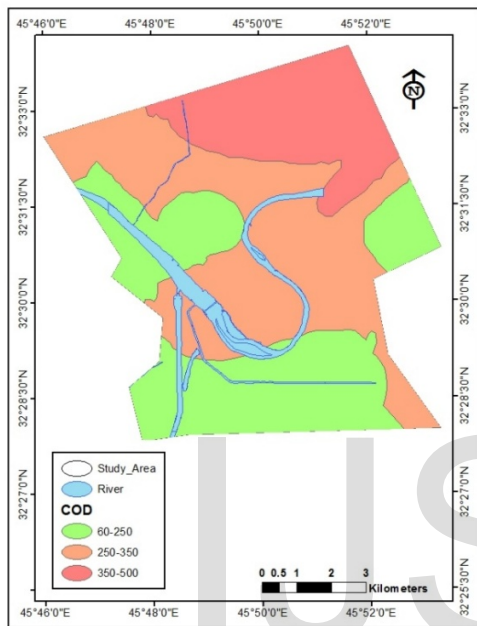 45°46'0"E 45°48'0"E 45°50'0"E 45°52'0"E
32°33'0"N 32°33'0"N
N
32°31'30"N 32°31'30"N
32°30'0"N 32°30'0"N
32°28'30"N 32°28'30"N
32°27'0"N 32°27'0"N
32°25'30"N
Study_Area
River
COD
60-250
250-350
350-500
0 0.5 1 2 3
Kilometers
45°46'0"E 45°48'0"E 45°50'0"E 45°52'0"E